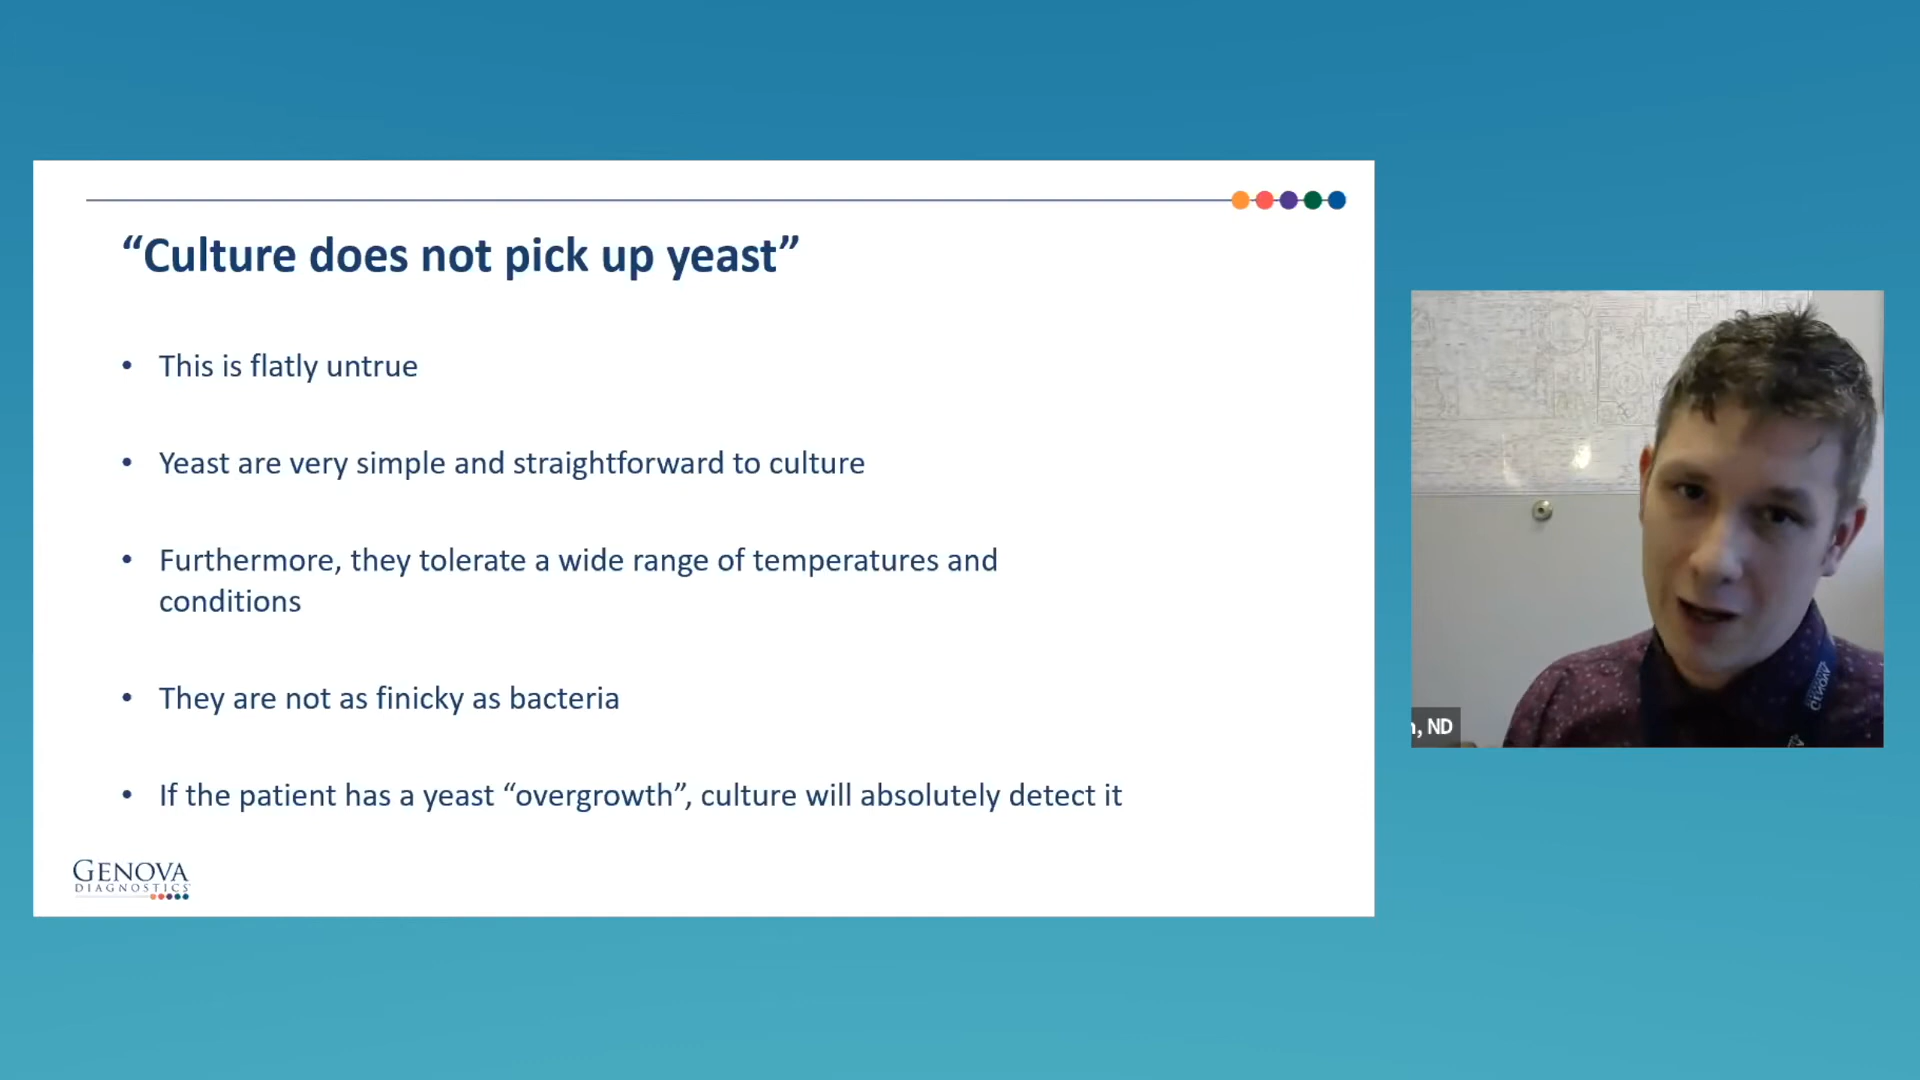 “Culture does not pick up yeast”
• This is flatly untrue
• Yeast are very simple and straightforward to culture
• Furthermore, they tolerate a wide range of temperatures and
conditions
• They are not as finicky as bacteria
• If the patient has a yeast “overgrowth”, culture will absolutely detect it
GENOVA
DIAGNOSTICS
, ND
GENOVA